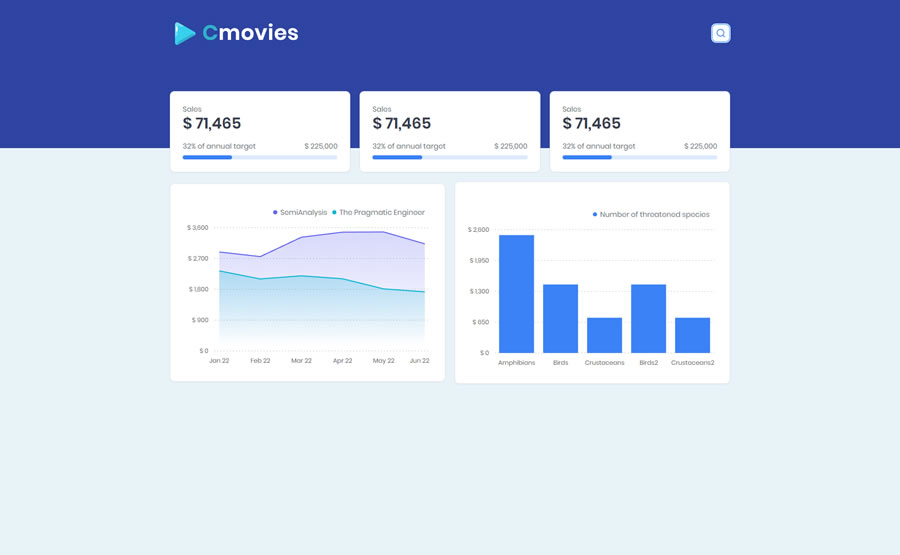 Cmovies
Sales
$ 71,465
32% of annual target
$ 225,000
Sales
$ 71,465
32% of annual target
$ 225,000
Sales
$ 71,465
32% of annual target
$ 225,000
SemiAnalysis
The Pragmatic Engineer
$ 3,600
$ 2,700
$ 1,800
$ 900
$ 0
Jan 22
Feb 22
Mar 22
Apr 22
May 22
Jun 22
Number of threatened species
$ 2,600
$ 1,950
$ 1,300
$ 650
$ 0
Amphibians
Birds
Crustaceans
Birds2
Crustaceans2